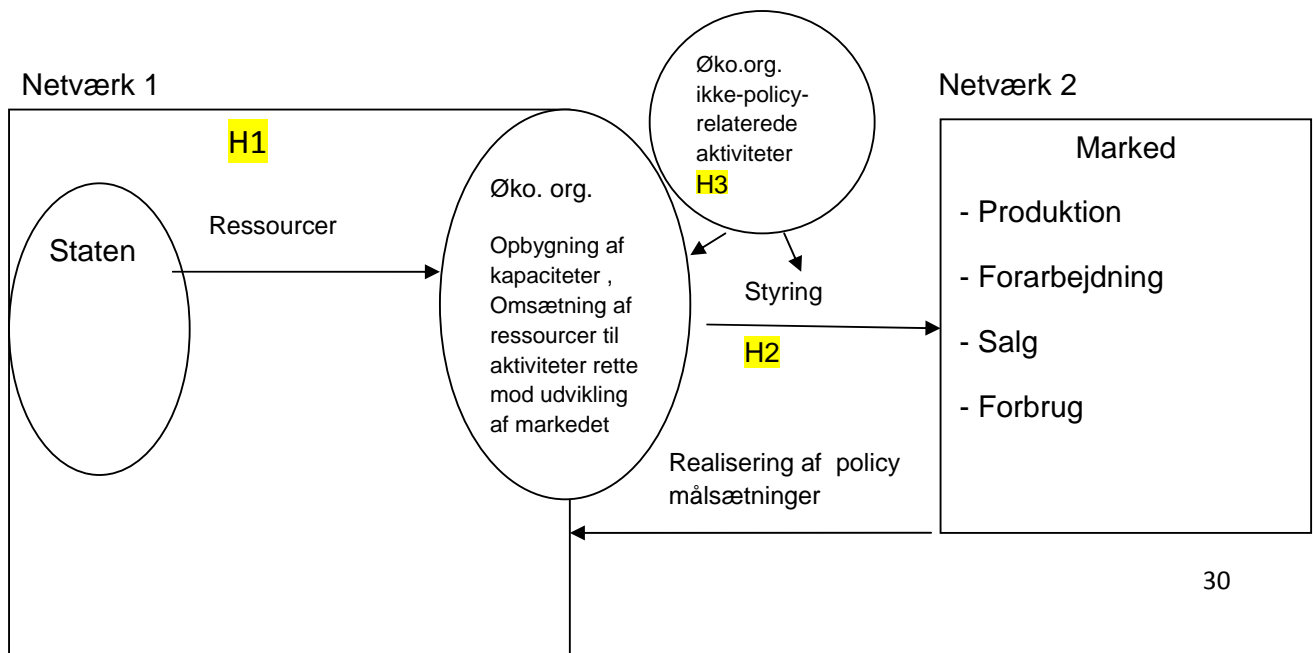 Netværk 1
H1
Staten
Ressourcer
Øko. org.
Opbygning af
kapaciteter ,
Omsætning af
ressourcer til
aktiviteter rette
mod udvikling
af markedet
Øko.org.
ikke-policy-
relaterede
aktiviteter
H3
Styring
H2
Realisering af policy
målsætninger
Netværk 2
Marked
- Produktion
- Forarbejdning
- Salg
- Forbrug
30